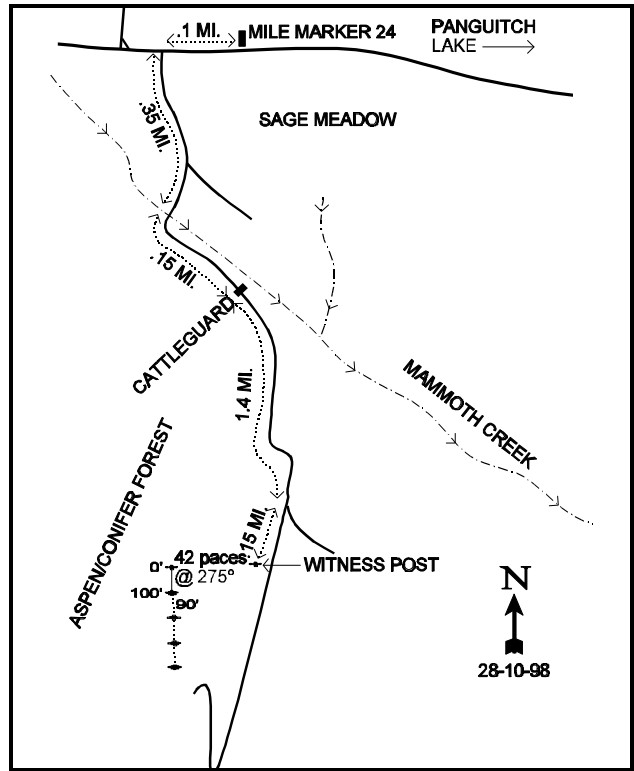 .1 MI.
MILE MARKER 24
PANGUITCH
LAKE
.35 MI.
SAGE MEADOW
.15 MI.
CATTLEGUARD
1.4 MI.
MAMMOTH CREEK
ASPEN/CONIFER FOREST
.15 MI.
42 paces
@ 275°
0'
100'
90'
WITNESS POST
N
28-10-98